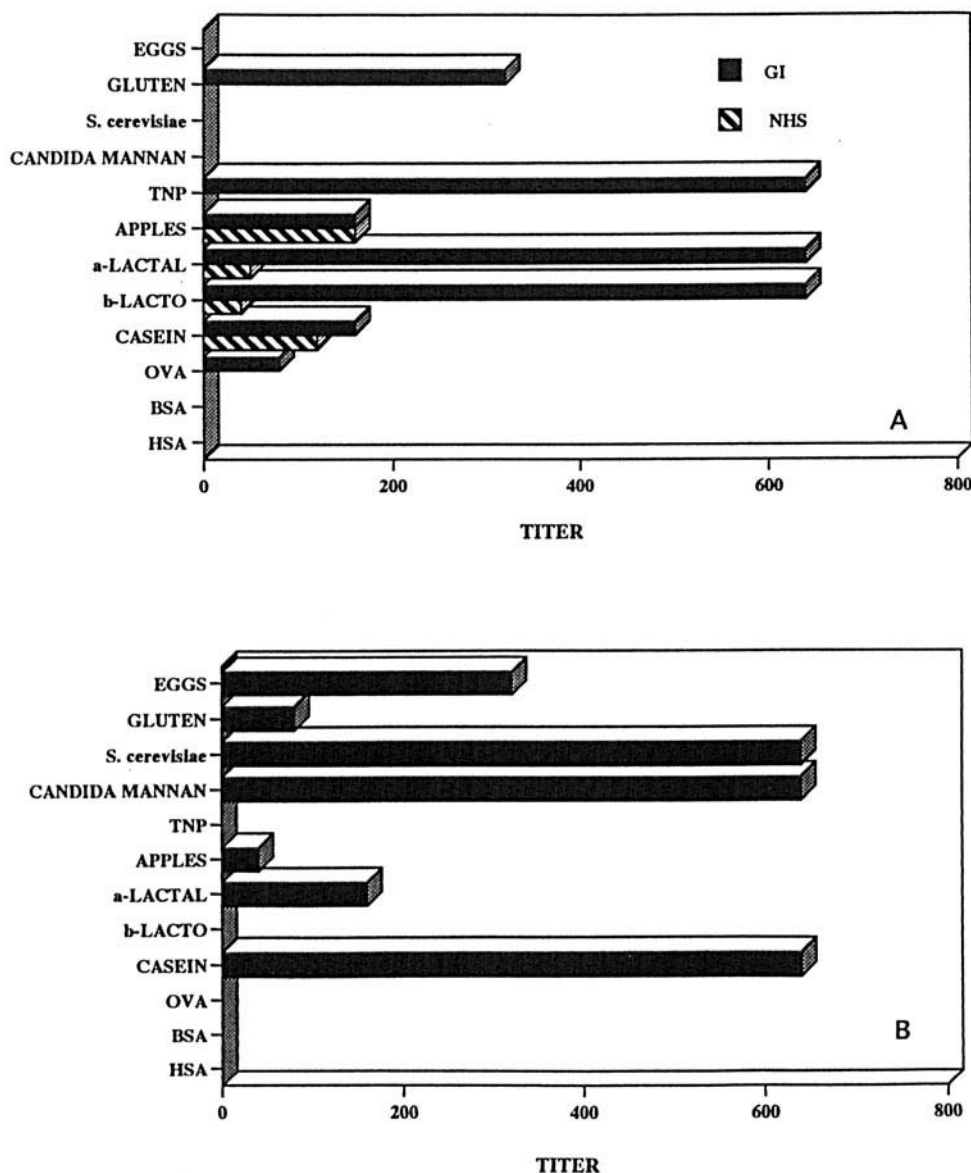 EGGS
GLUTEN
S. cerevisiae
CANDIDA MANNAN
TNP
APPLES
a-LACTAL
b-LACTO
CASEIN
OVA
BSA
HSA
GI
NHS
A
0 200 400 600 800
TITER
EGGS
GLUTEN
S. cerevisiae
CANDIDA MANNAN
TNP
APPLES
a-LACTAL
b-LACTO
CASEIN
OVA
BSA
HSA
B
0 200 400 600 800
TITER